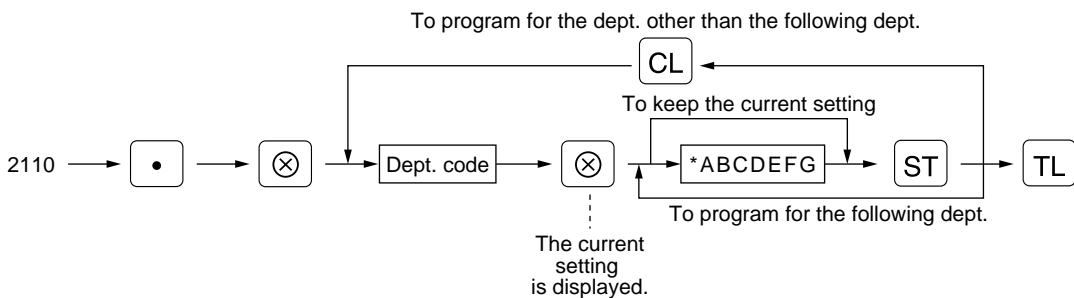 To program for the dept. other than the following dept.
CL
To keep the current setting
2110 • ⊗ Dept. code ⊗ *ABCDEFG ST TL
To program for the following dept.
The current
setting
is displayed.